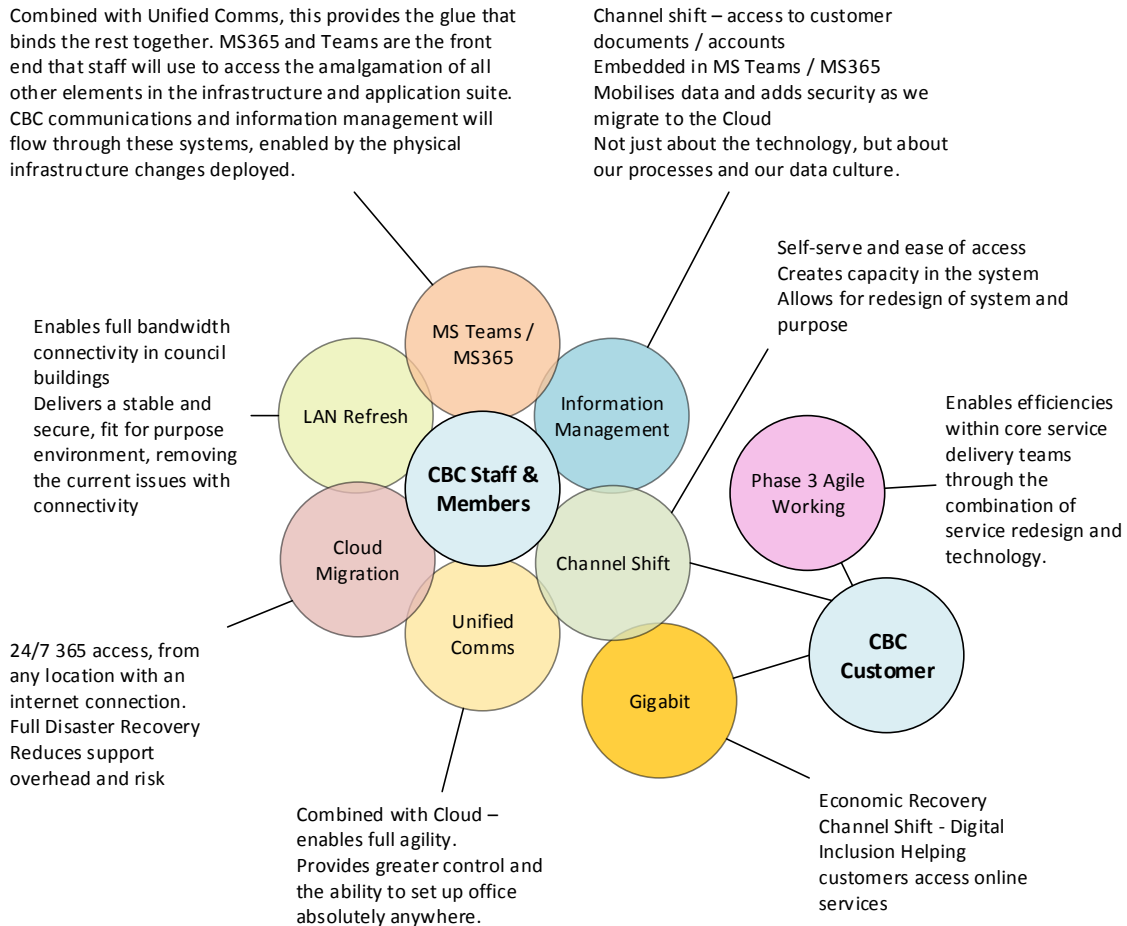 Combined with Unified Comms, this provides the glue that
binds the rest together. MS365 and Teams are the front
end that staff will use to access the amalgamation of all
other elements in the infrastructure and application suite.
CBC communications and information management will
flow through these systems, enabled by the physical
infrastructure changes deployed.
Channel shift – access to customer
documents / accounts
Embedded in MS Teams / MS365
Mobilises data and adds security as we
migrate to the Cloud
Not just about the technology, but about
our processes and our data culture.
Self-serve and ease of access
Creates capacity in the system
Allows for redesign of system and
purpose
Enables full bandwidth
connectivity in council
buildings
Delivers a stable and
secure, fit for purpose
environment, removing
the current issues with
connectivity
MS Teams /
MS365
LAN Refresh
Information
Management
CBC Staff &
Members
Cloud
Migration
Channel Shift
Unified
Comms
Phase 3 Agile
Working
Enables efficiencies
within core service
delivery teams
through the
combination of
service redesign and
technology.
CBC
Customer
Gigabit
24/7 365 access, from
any location with an
internet connection.
Full Disaster Recovery
Reduces support
overhead and risk
Combined with Cloud –
enables full agility.
Provides greater control and
the ability to set up office
absolutely anywhere.
Economic Recovery
Channel Shift - Digital
Inclusion Helping
customers access online
services